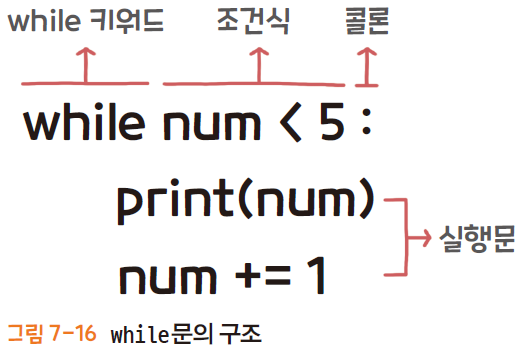 while 키워드 조건식 콜론
while num < 5 :
print(num)
실행문
num += 1
그림 7-16 while문의 구조